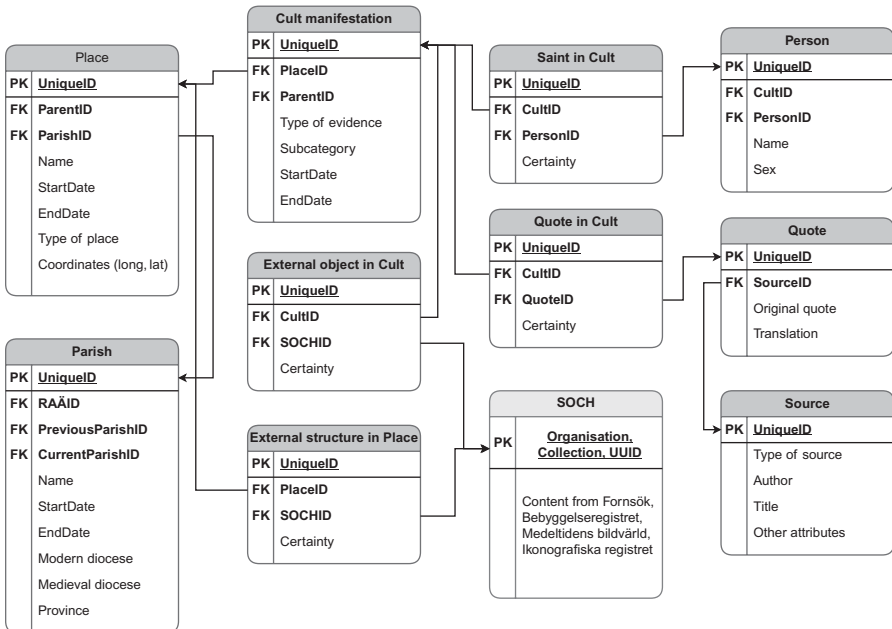 Place
PK UniqueID
FK ParentID
FK ParishID
Name
StartDate
EndDate
Type of place
Coordinates (long, lat)
Parish
PK UniqueID
FK RAÄID
FK PreviousParishID
FK CurrentParishID
Name
StartDate
EndDate
Modern diocese
Medieval diocese
Province
Cult manifestation
PK UniqueID
FK PlaceID
FK ParentID
Type of evidence
Subcategory
StartDate
EndDate
External object in Cult
PK UniqueID
FK CultID
FK SOCHID
Certainty
External structure in Place
PK UniqueID
FK PlaceID
FK SOCHID
Certainty
Saint in Cult
PK UniqueID
FK CultID
FK PersonID
Certainty
Quote in Cult
PK UniqueID
FK CultID
FK QuoteID
Certainty
SOCH
PK Organisation,
Collection, UUID
Content from Fornsök,
Bebyggelseregistret,
Medeltidens bildvärld,
Ikonografiska registret
Person
PK UniqueID
FK CultID
FK PersonID
Name
Sex
Quote
PK UniqueID
FK SourceID
Original quote
Translation
Source
PK UniqueID
Type of source
Author
Title
Other attributes